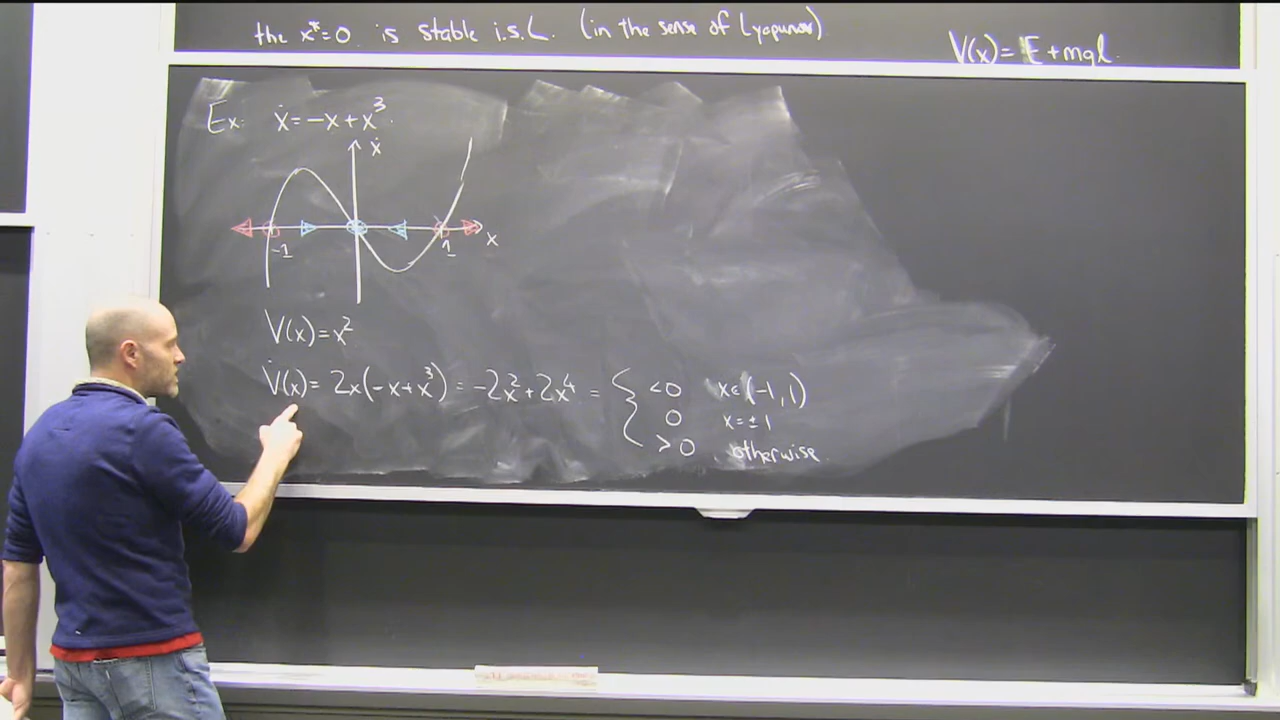 the x*=0 is stable i.s.L. (in the sense of Lyapunov)
V(x)= E+mgl.
Ex: ẋ=-x+x³.
ẋ
-1 1 x
V(x)=x²
V̇(x)= 2x(-x+x³) = -2x²+2x⁴ = { <0 x∈(-1,1)
0 x=±1
>0 , otherwise.